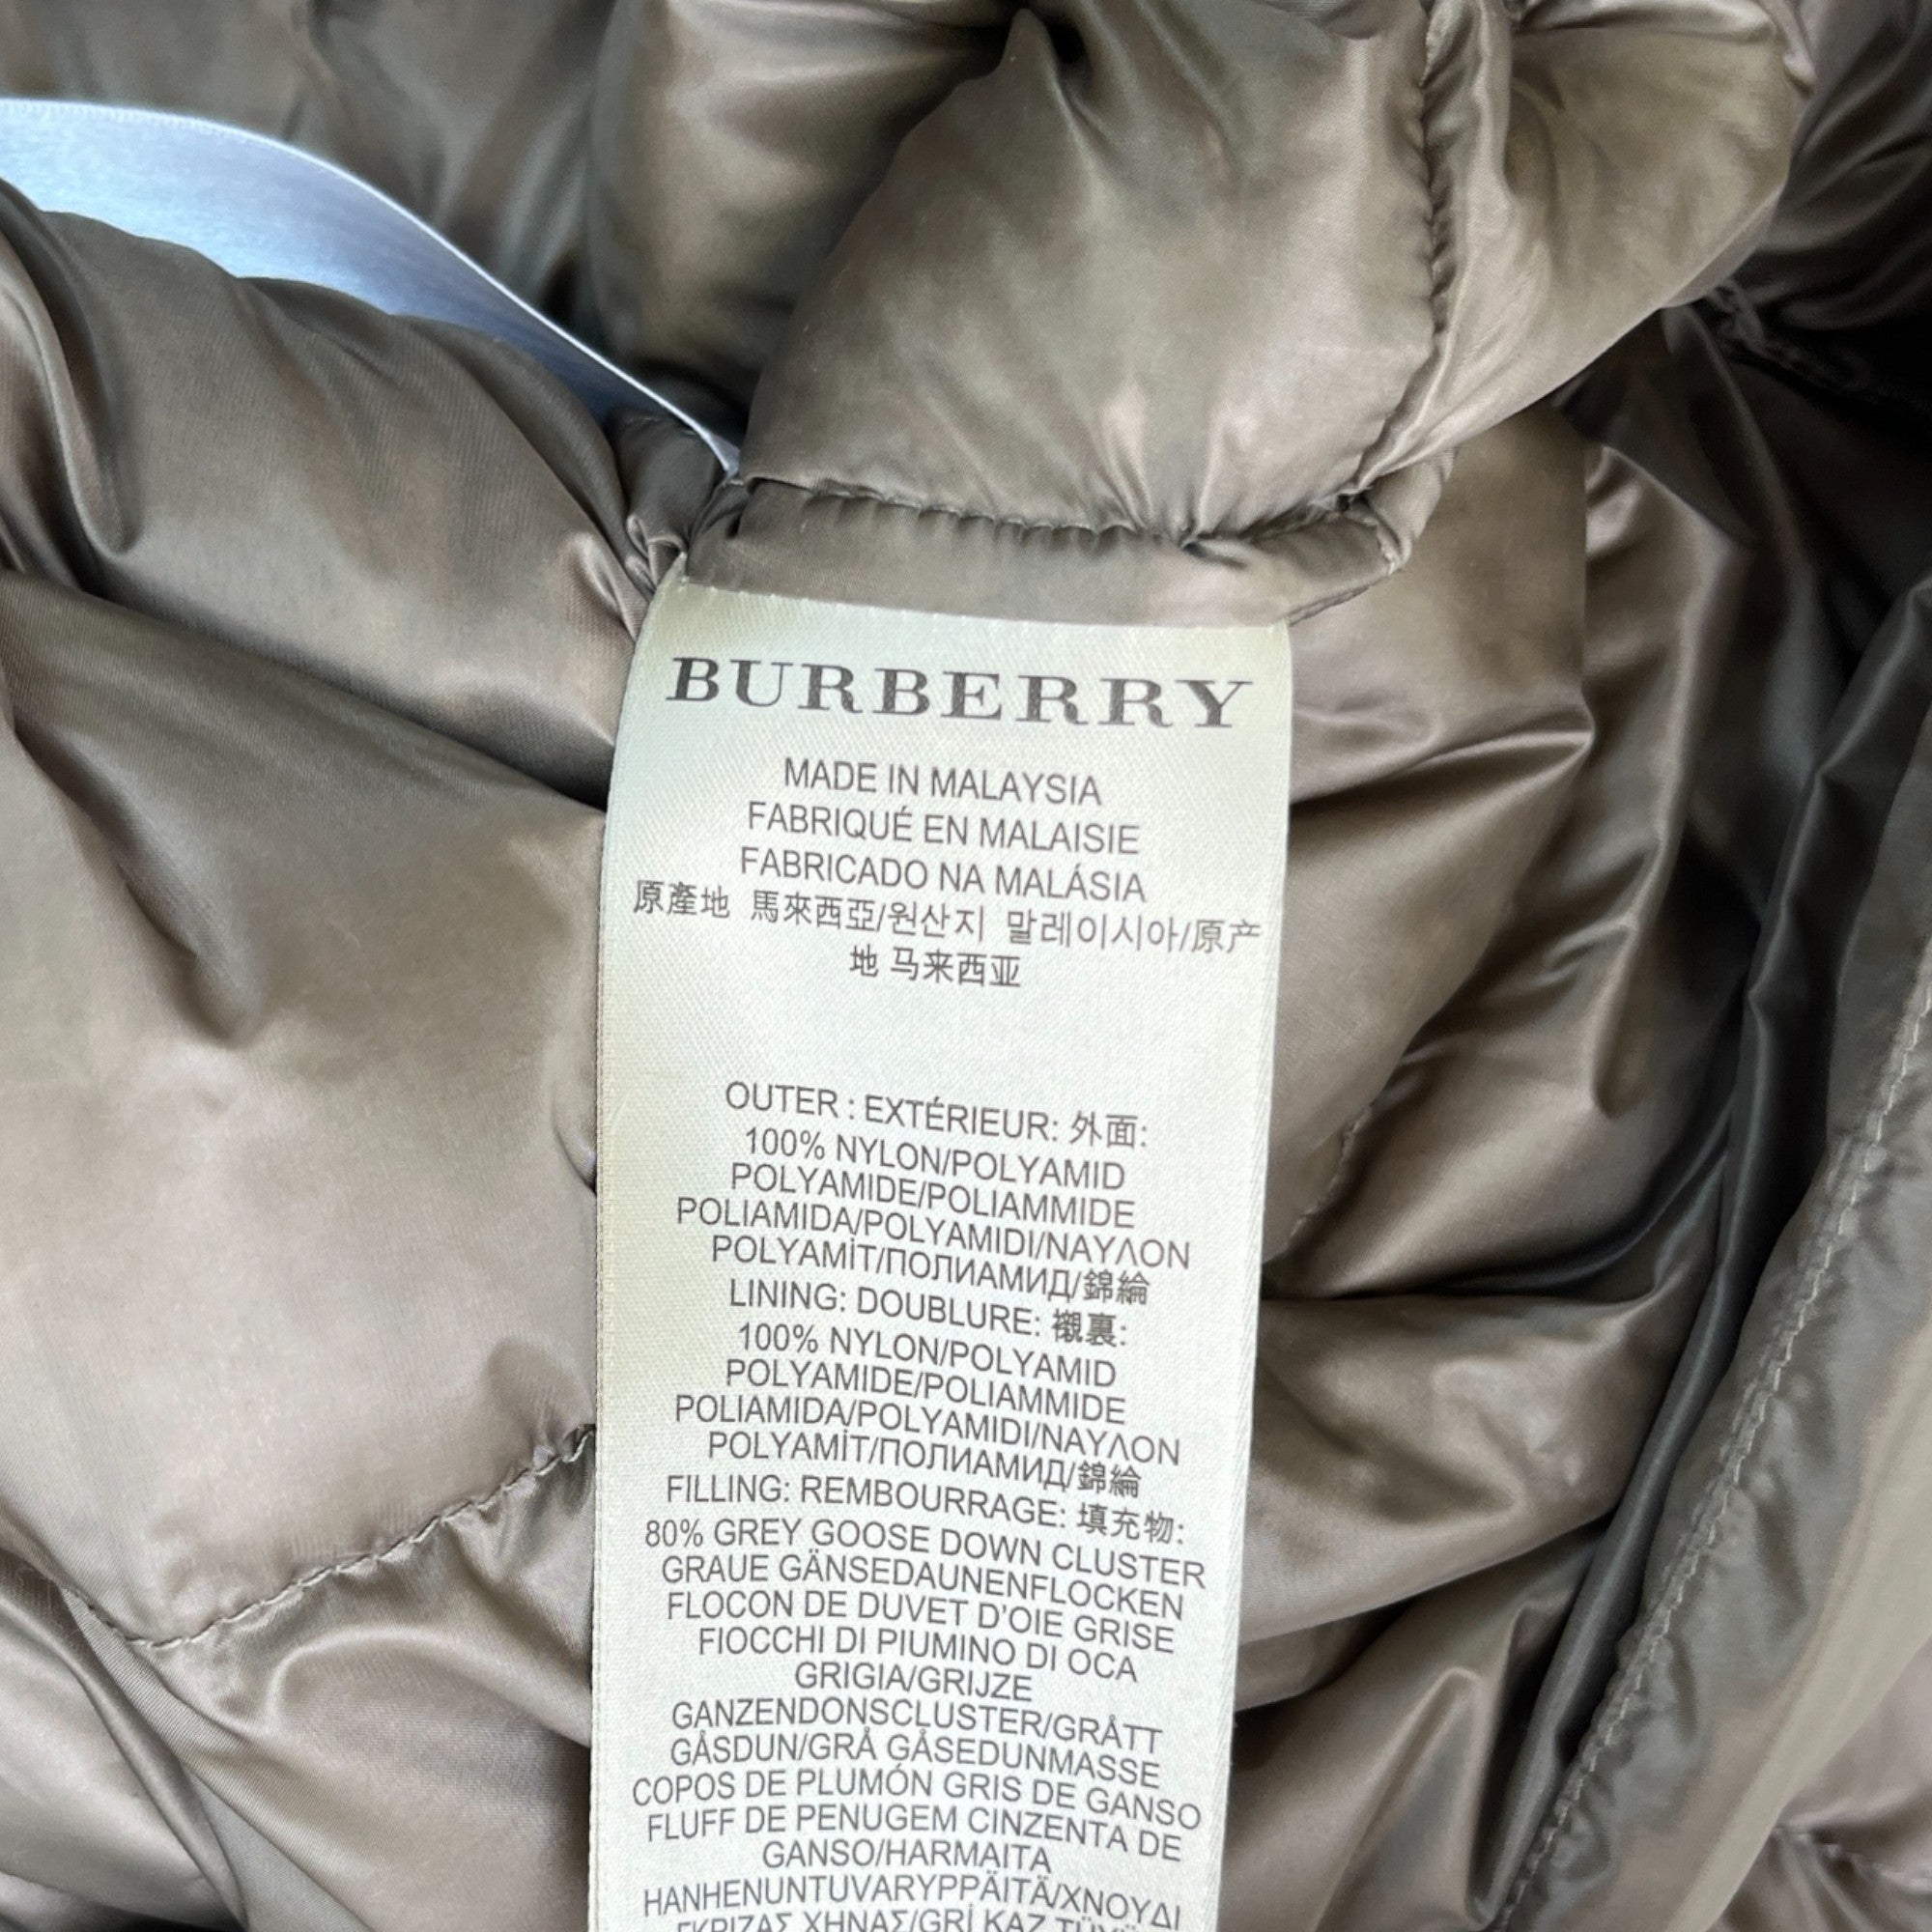 BURBERRY
MADE IN MALAYSIA
FABRIQUÉ EN MALAISIE
FABRICADO NA MALÁSIA
原產地 馬來西亞/원산지 말레이시아/原产
地 马来西亚
OUTER : EXTÉRIEUR: 外面:
100% NYLON/POLYAMID
POLYAMIDE/POLIAMMIDE
POLIAMIDA/POLYAMIDI/ΝΑΥΛΟΝ
POLYAMİT/ПОЛИАМИД/錦綸
LINING: DOUBLURE: 襯裏:
100% NYLON/POLYAMID
POLYAMIDE/POLIAMMIDE
POLIAMIDA/POLYAMIDI/ΝΑΥΛΟΝ
POLYAMİT/ПОЛИАМИД/錦綸
FILLING: REMBOURRAGE: 填充物:
80% GREY GOOSE DOWN CLUSTER
GRAUE GÄNSEDAUNENFLOCKEN
FLOCON DE DUVET D'OIE GRISE
FIOCCHI DI PIUMINO DI OCA
GRIGIA/GRIJZE
GANZENDONSCLUSTER/GRÅTT
GÅSDUN/GRÅ GÅSEDUNMASSE
COPOS DE PLUMÓN GRIS DE GANSO
FLUFF DE PENUGEM CINZENTA DE
GANSO/HARMAITA
HANHENUNTUVARYPPÄITÄ/ΧΝΟΥΔΙ
ΓΚΡΙΖΑΣ ΧΗΝΑΣ/GRİ KAZ TÜYÜ